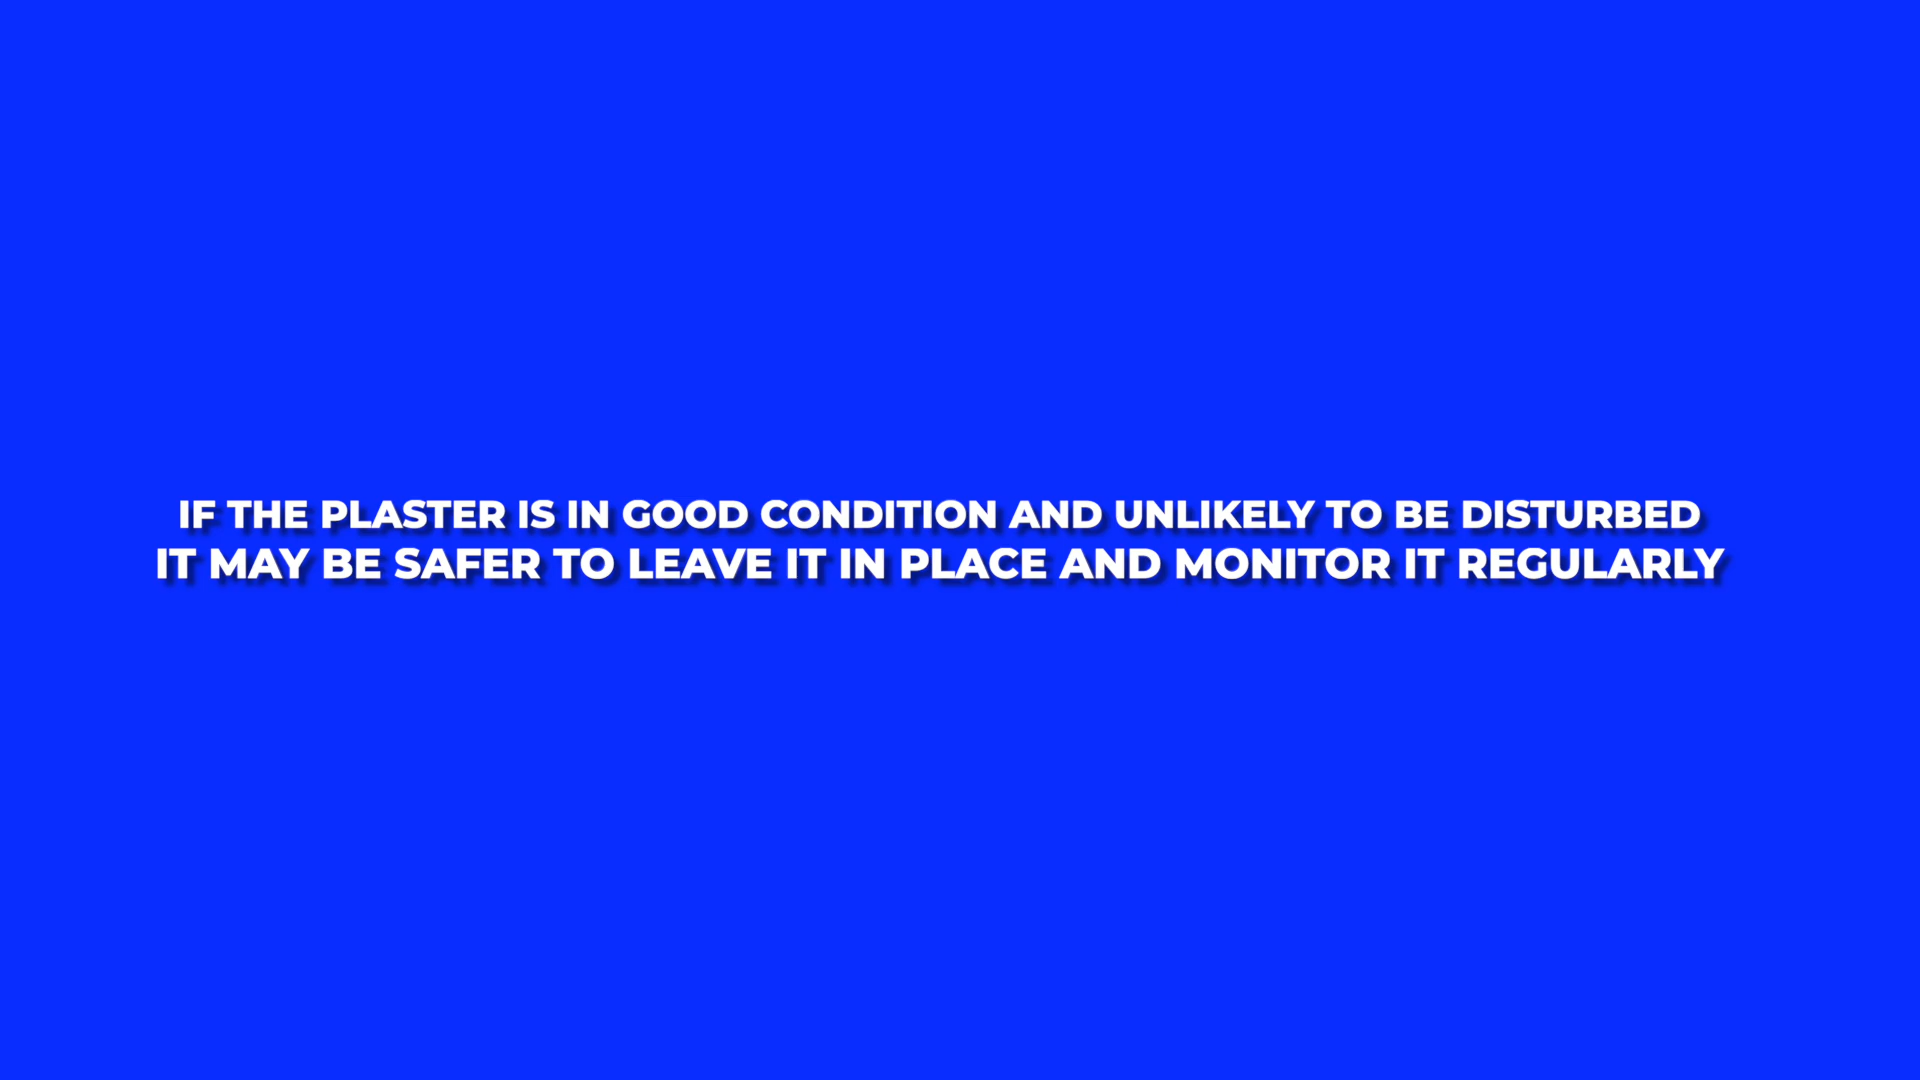 IF THE PLASTER IS IN GOOD CONDITION AND UNLIKELY TO BE DISTURBED
IT MAY BE SAFER TO LEAVE IT IN PLACE AND MONITOR IT REGULARLY